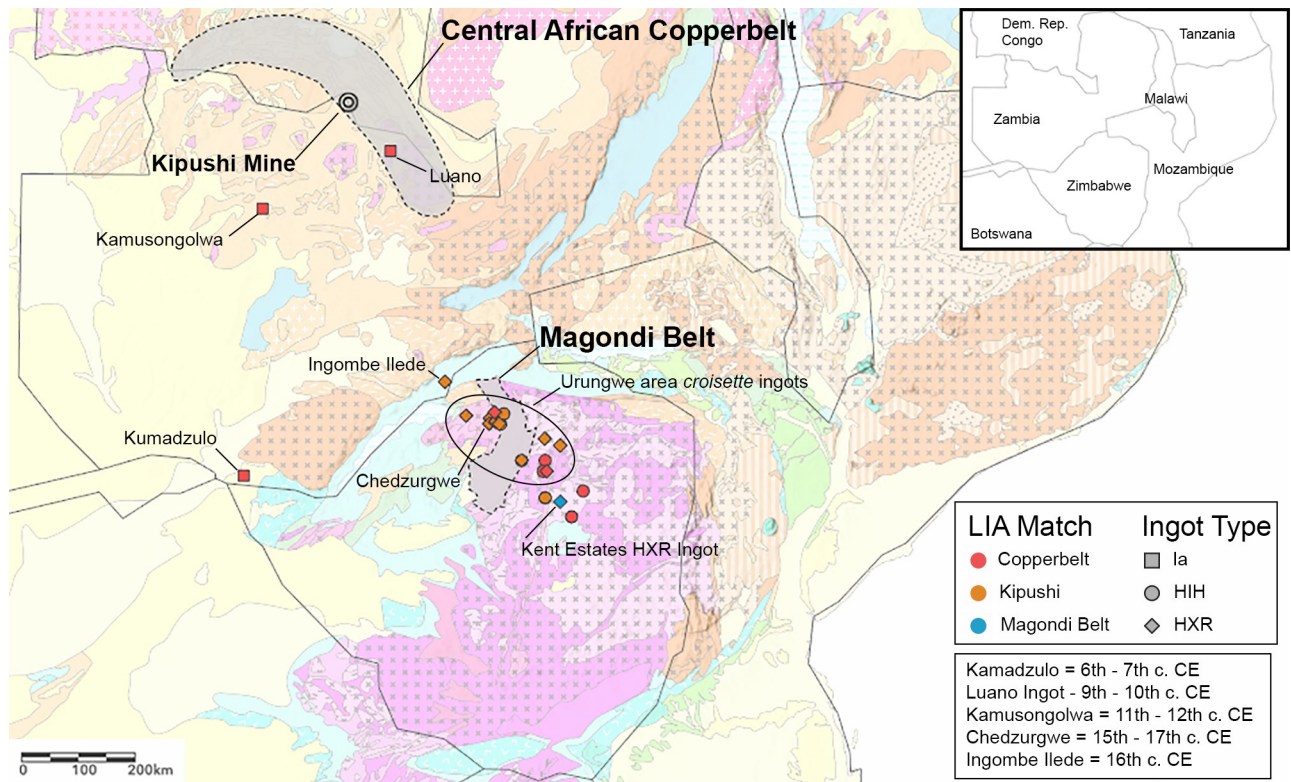 Central African Copperbelt
Kipushi Mine
Luano
Kamusongolwa
Magondi Belt
Ingombe Ilede
Urungwe area croisette ingots
Kumadzulo
Chedzurgwe
Kent Estates HXR Ingot
Dem. Rep.
Congo
Tanzania
Zambia
Malawi
Zimbabwe
Mozambique
Botswana
LIA Match
Ingot Type
Copperbelt
Ia
Kipushi
HIH
Magondi Belt
HXR
Kamadzulo = 6th - 7th c. CE
Luano Ingot - 9th - 10th c. CE
Kamusongolwa = 11th - 12th c. CE
Chedzurgwe = 15th - 17th c. CE
Ingombe Ilede = 16th c. CE
0 100 200km